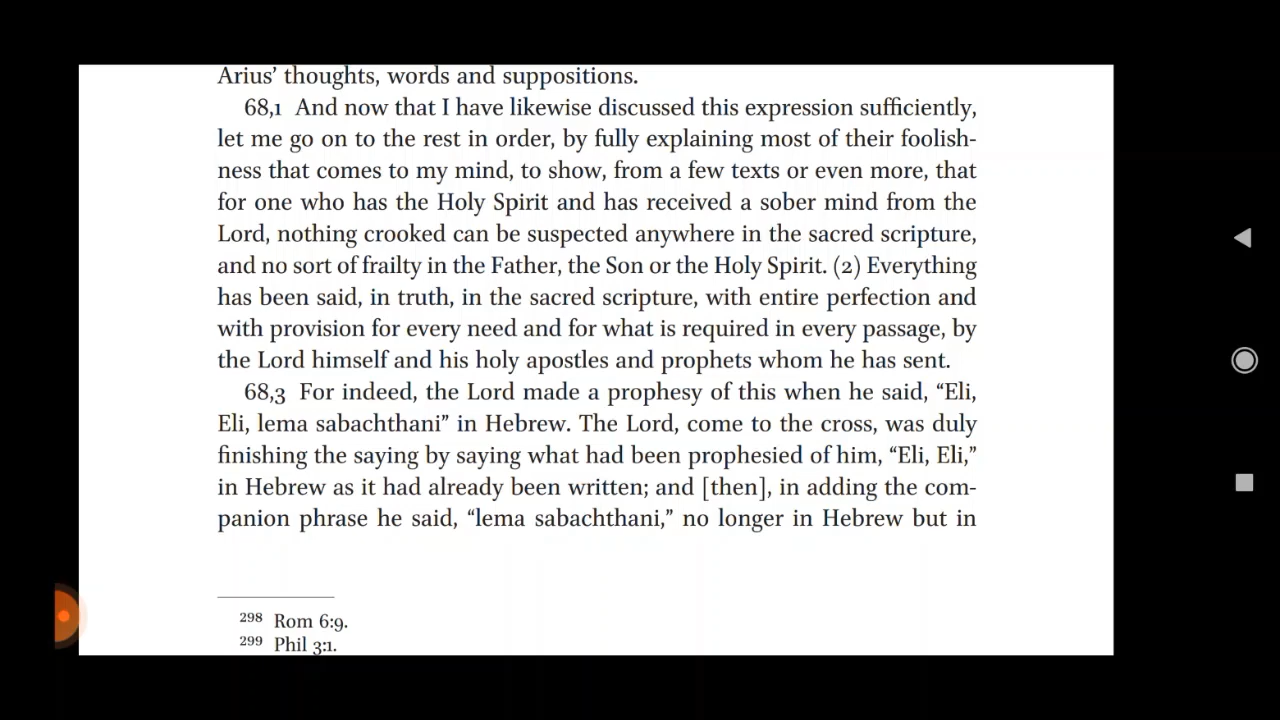 Arius’ thoughts, words and suppositions.
68,1 And now that I have likewise discussed this expression sufficiently,
let me go on to the rest in order, by fully explaining most of their foolish-
ness that comes to my mind, to show, from a few texts or even more, that
for one who has the Holy Spirit and has received a sober mind from the
Lord, nothing crooked can be suspected anywhere in the sacred scripture,
and no sort of frailty in the Father, the Son or the Holy Spirit. (2) Everything
has been said, in truth, in the sacred scripture, with entire perfection and
with provision for every need and for what is required in every passage, by
the Lord himself and his holy apostles and prophets whom he has sent.
68,3 For indeed, the Lord made a prophesy of this when he said, “Eli,
Eli, lema sabachthani” in Hebrew. The Lord, come to the cross, was duly
finishing the saying by saying what had been prophesied of him, “Eli, Eli,”
in Hebrew as it had already been written; and [then], in adding the com-
panion phrase he said, “lema sabachthani,” no longer in Hebrew but in
298 Rom 6:9.
299 Phil 3:1.